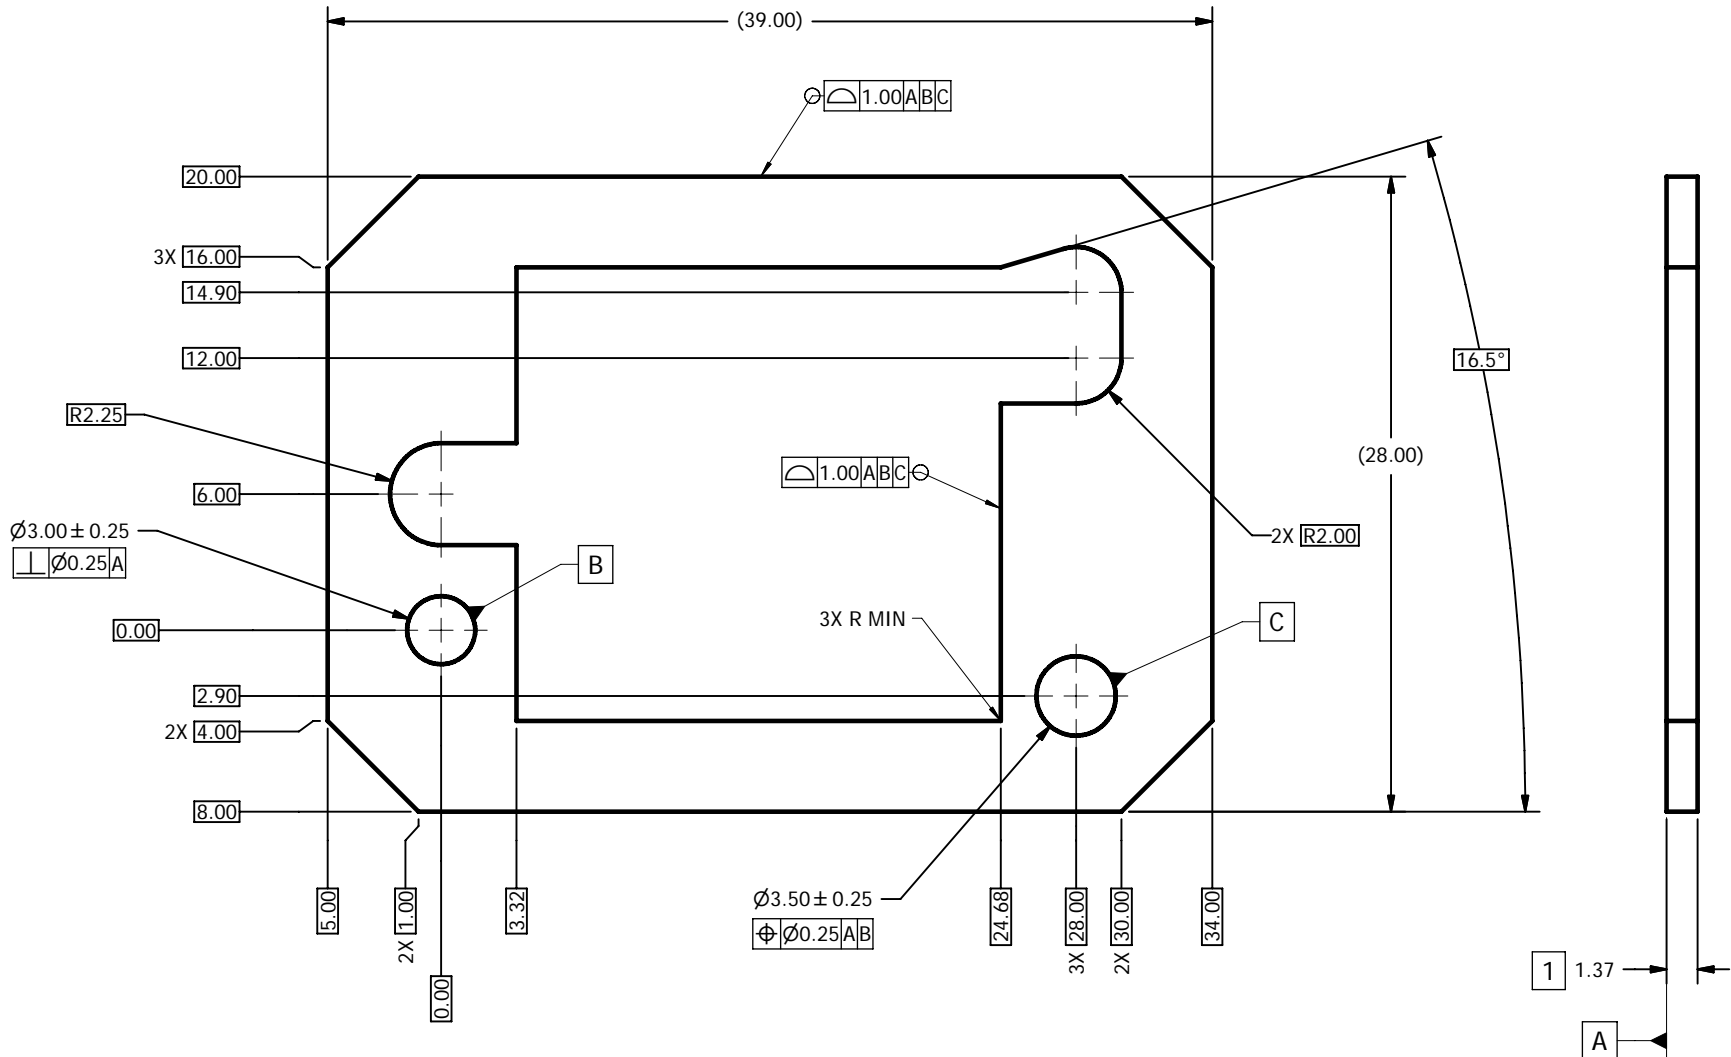 (39.00)
⌓ 1.00 A B C
20.00
3X 16.00
14.90
12.00
16.5°
R2.25
(28.00)
⌓ 1.00 A B C
6.00
Ø3.00 ± 0.25
⊥ Ø0.25 A
2X R2.00
B
0.00
3X R MIN
C
2.90
2X 4.00
8.00
5.00
2X 1.00
0.00
3.32
Ø3.50 ± 0.25
⌖ Ø0.25 A B
24.68
3X 28.00
2X 30.00
34.00
1 1.37
A